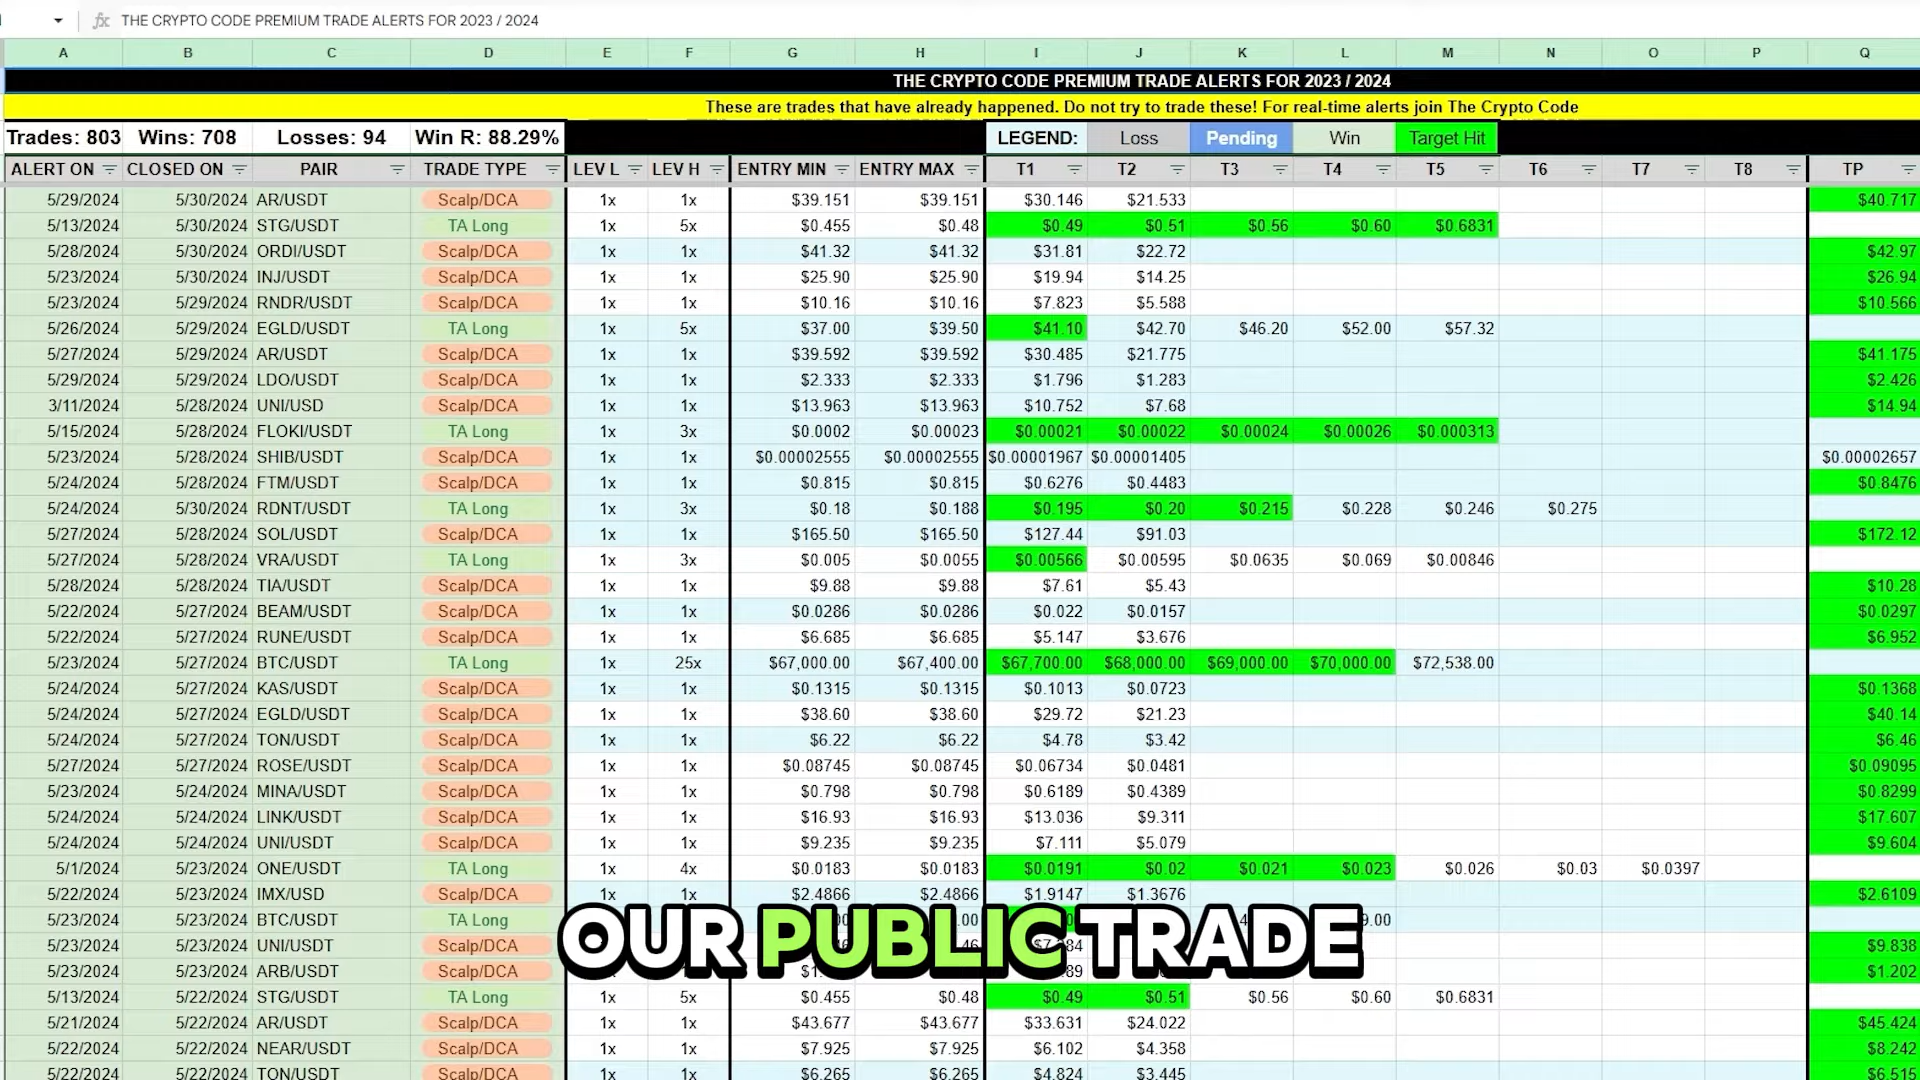 THE CRYPTO CODE PREMIUM TRADE ALERTS FOR 2023 / 2024
A B C D E F G H I J K L M N O P Q
THE CRYPTO CODE PREMIUM TRADE ALERTS FOR 2023 / 2024
These are trades that have already happened. Do not try to trade these! For real-time alerts join The Crypto Code
Trades: 803 Wins: 708 Losses: 94 Win R: 88.29% LEGEND: Loss Pending Win Target Hit
ALERT ON CLOSED ON PAIR TRADE TYPE LEV L LEV H ENTRY MIN ENTRY MAX T1 T2 T3 T4 T5 T6 T7 T8 TP
5/29/2024 5/30/2024 AR/USDT Scalp/DCA 1x 1x $39.151 $39.151 $30.146 $21.533 $40.717
5/13/2024 5/30/2024 STG/USDT TA Long 1x 5x $0.455 $0.48 $0.49 $0.51 $0.56 $0.60 $0.6831
5/28/2024 5/30/2024 ORDI/USDT Scalp/DCA 1x 1x $41.32 $41.32 $31.81 $22.72 $42.97
5/23/2024 5/30/2024 INJ/USDT Scalp/DCA 1x 1x $25.90 $25.90 $19.94 $14.25 $26.94
5/23/2024 5/29/2024 RNDR/USDT Scalp/DCA 1x 1x $10.16 $10.16 $7.823 $5.588 $10.566
5/26/2024 5/29/2024 EGLD/USDT TA Long 1x 5x $37.00 $39.50 $41.10 $42.70 $46.20 $52.00 $57.32
5/27/2024 5/29/2024 AR/USDT Scalp/DCA 1x 1x $39.592 $39.592 $30.485 $21.775 $41.175
5/29/2024 5/29/2024 LDO/USDT Scalp/DCA 1x 1x $2.333 $2.333 $1.796 $1.283 $2.426
3/11/2024 5/28/2024 UNI/USD Scalp/DCA 1x 1x $13.963 $13.963 $10.752 $7.68 $14.94
5/15/2024 5/28/2024 FLOKI/USDT TA Long 1x 3x $0.0002 $0.00023 $0.00021 $0.00022 $0.00024 $0.00026 $0.000313
5/23/2024 5/28/2024 SHIB/USDT Scalp/DCA 1x 1x $0.00002555 $0.00002555 $0.00001967 $0.00001405 $0.00002657
5/24/2024 5/28/2024 FTM/USDT Scalp/DCA 1x 1x $0.815 $0.815 $0.6276 $0.4483 $0.8476
5/24/2024 5/30/2024 RDNT/USDT TA Long 1x 3x $0.18 $0.188 $0.195 $0.20 $0.215 $0.228 $0.246 $0.275
5/27/2024 5/28/2024 SOL/USDT Scalp/DCA 1x 1x $165.50 $165.50 $127.44 $91.03 $172.12
5/27/2024 5/28/2024 VRA/USDT TA Long 1x 3x $0.005 $0.0055 $0.00566 $0.00595 $0.0635 $0.069 $0.00846
5/28/2024 5/28/2024 TIA/USDT Scalp/DCA 1x 1x $9.88 $9.88 $7.61 $5.43 $10.28
5/22/2024 5/27/2024 BEAM/USDT Scalp/DCA 1x 1x $0.0286 $0.0286 $0.022 $0.0157 $0.0297
5/22/2024 5/27/2024 RUNE/USDT Scalp/DCA 1x 1x $6.685 $6.685 $5.147 $3.676 $6.952
5/23/2024 5/27/2024 BTC/USDT TA Long 1x 25x $67,000.00 $67,400.00 $67,700.00 $68,000.00 $69,000.00 $70,000.00 $72,538.00
5/24/2024 5/27/2024 KAS/USDT Scalp/DCA 1x 1x $0.1315 $0.1315 $0.1013 $0.0723 $0.1368
5/24/2024 5/27/2024 EGLD/USDT Scalp/DCA 1x 1x $38.60 $38.60 $29.72 $21.23 $40.14
5/24/2024 5/27/2024 TON/USDT Scalp/DCA 1x 1x $6.22 $6.22 $4.78 $3.42 $6.46
5/27/2024 5/27/2024 ROSE/USDT Scalp/DCA 1x 1x $0.08745 $0.08745 $0.06734 $0.0481 $0.09095
5/23/2024 5/24/2024 MINA/USDT Scalp/DCA 1x 1x $0.798 $0.798 $0.6189 $0.4389 $0.8299
5/23/2024 5/24/2024 LINK/USDT Scalp/DCA 1x 1x $16.93 $16.93 $13.036 $9.311 $17.607
5/24/2024 5/24/2024 UNI/USDT Scalp/DCA 1x 1x $9.235 $9.235 $7.111 $5.079 $9.604
5/1/2024 5/23/2024 ONE/USDT TA Long 1x 4x $0.0183 $0.0183 $0.0191 $0.02 $0.021 $0.023 $0.026 $0.03 $0.0397
5/22/2024 5/23/2024 IMX/USD Scalp/DCA 1x 1x $2.4866 $2.4866 $1.9147 $1.3676 $2.6109
5/23/2024 5/23/2024 BTC/USDT TA Long
5/23/2024 5/23/2024 UNI/USDT Scalp/DCA $9.838
5/23/2024 5/23/2024 ARB/USDT Scalp/DCA $1.202
OUR PUBLIC TRADE
5/13/2024 5/22/2024 STG/USDT TA Long 1x 5x $0.455 $0.48 $0.49 $0.51 $0.56 $0.60 $0.6831
5/21/2024 5/22/2024 AR/USDT Scalp/DCA 1x 1x $43.677 $43.677 $33.631 $24.022 $45.424
5/22/2024 5/22/2024 NEAR/USDT Scalp/DCA 1x 1x $7.925 $7.925 $6.102 $4.358 $8.242
5/22/2024 5/22/2024 TON/USDT Scalp/DCA 1x 1x $6.265 $6.265 $4.824 $3.445 $6.515